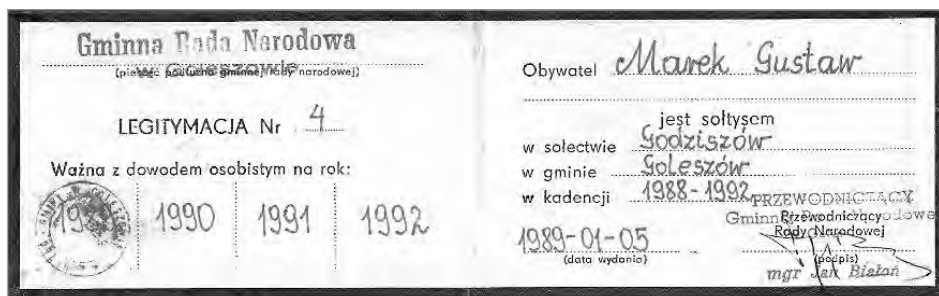 Gminna Rada Narodowa
w Goleszowie
(pieczęć podłużna gminnej rady narodowej)
LEGITYMACJA Nr 4
Ważna z dowodem osobistym na rok:
1989 1990 1991 1992
Obywatel Marek Gustaw
jest sołtysem
w sołectwie Godziszów
w gminie Goleszów
w kadencji 1988-1992
PRZEWODNICZĄCY
Gminnej Rady Narodowej
Przewodniczący
Rady Narodowej
1989-01-05
(data wydania)
(podpis)
mgr Jan Białoń